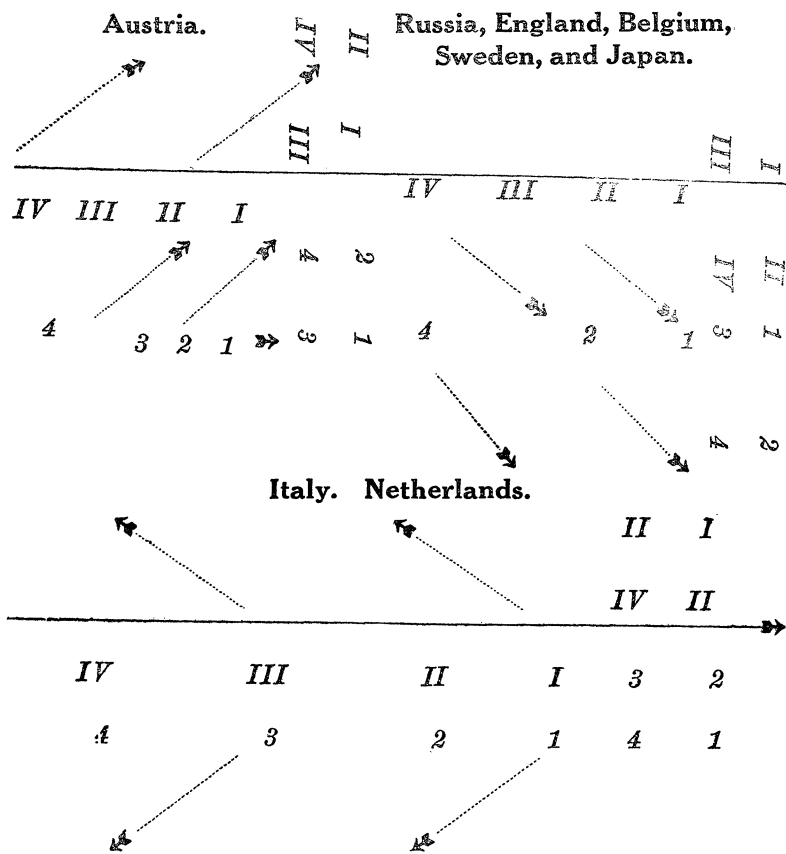 Austria.
IV II
Russia, England, Belgium,
Sweden, and Japan.
III I
III I
IV III II I
IV III II I
4 2
IV II
4 3 2 1 3 1
4 2 1 3 1
4 2
Italy. Netherlands.
II I
IV II
IV III II I 3 2
4 3 2 1 4 1